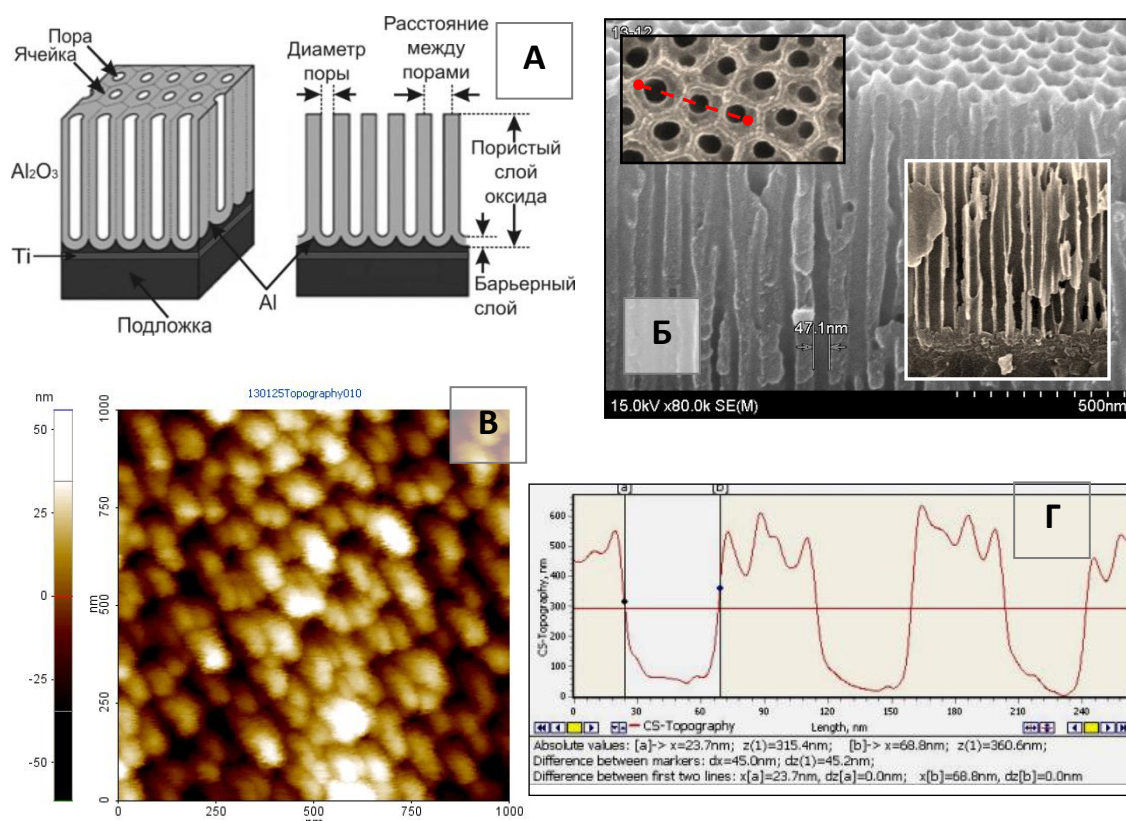 Пора
Ячейка
Al₂O₃
Ti
Подложка
Al
Диаметр
поры
Расстояние
между
порами
Пористый
слой
оксида
Барьерный
слой
А
13-12
47.1nm
Б
15.0kV x80.0k SE(M)
500nm
130125Topography010
В
nm
50
25
0
-25
-50
nm
1000
750
500
250
0
0
250
500
750
1000
[a]
[b]
Г
CS-Topography, nm
600
500
400
300
200
100
0
0
30
60
90
120
150
180
210
240
CS-Topography
Length, nm
Absolute values: [a]-> x=23.7nm; z(1)=315.4nm; [b]-> x=68.8nm; z(1)=360.6nm;
Difference between markers: dx=45.0nm; dz(1)=45.2nm;
Difference between first two lines: x[a]=23.7nm, dz[a]=0.0nm; x[b]=68.8nm, dz[b]=0.0nm